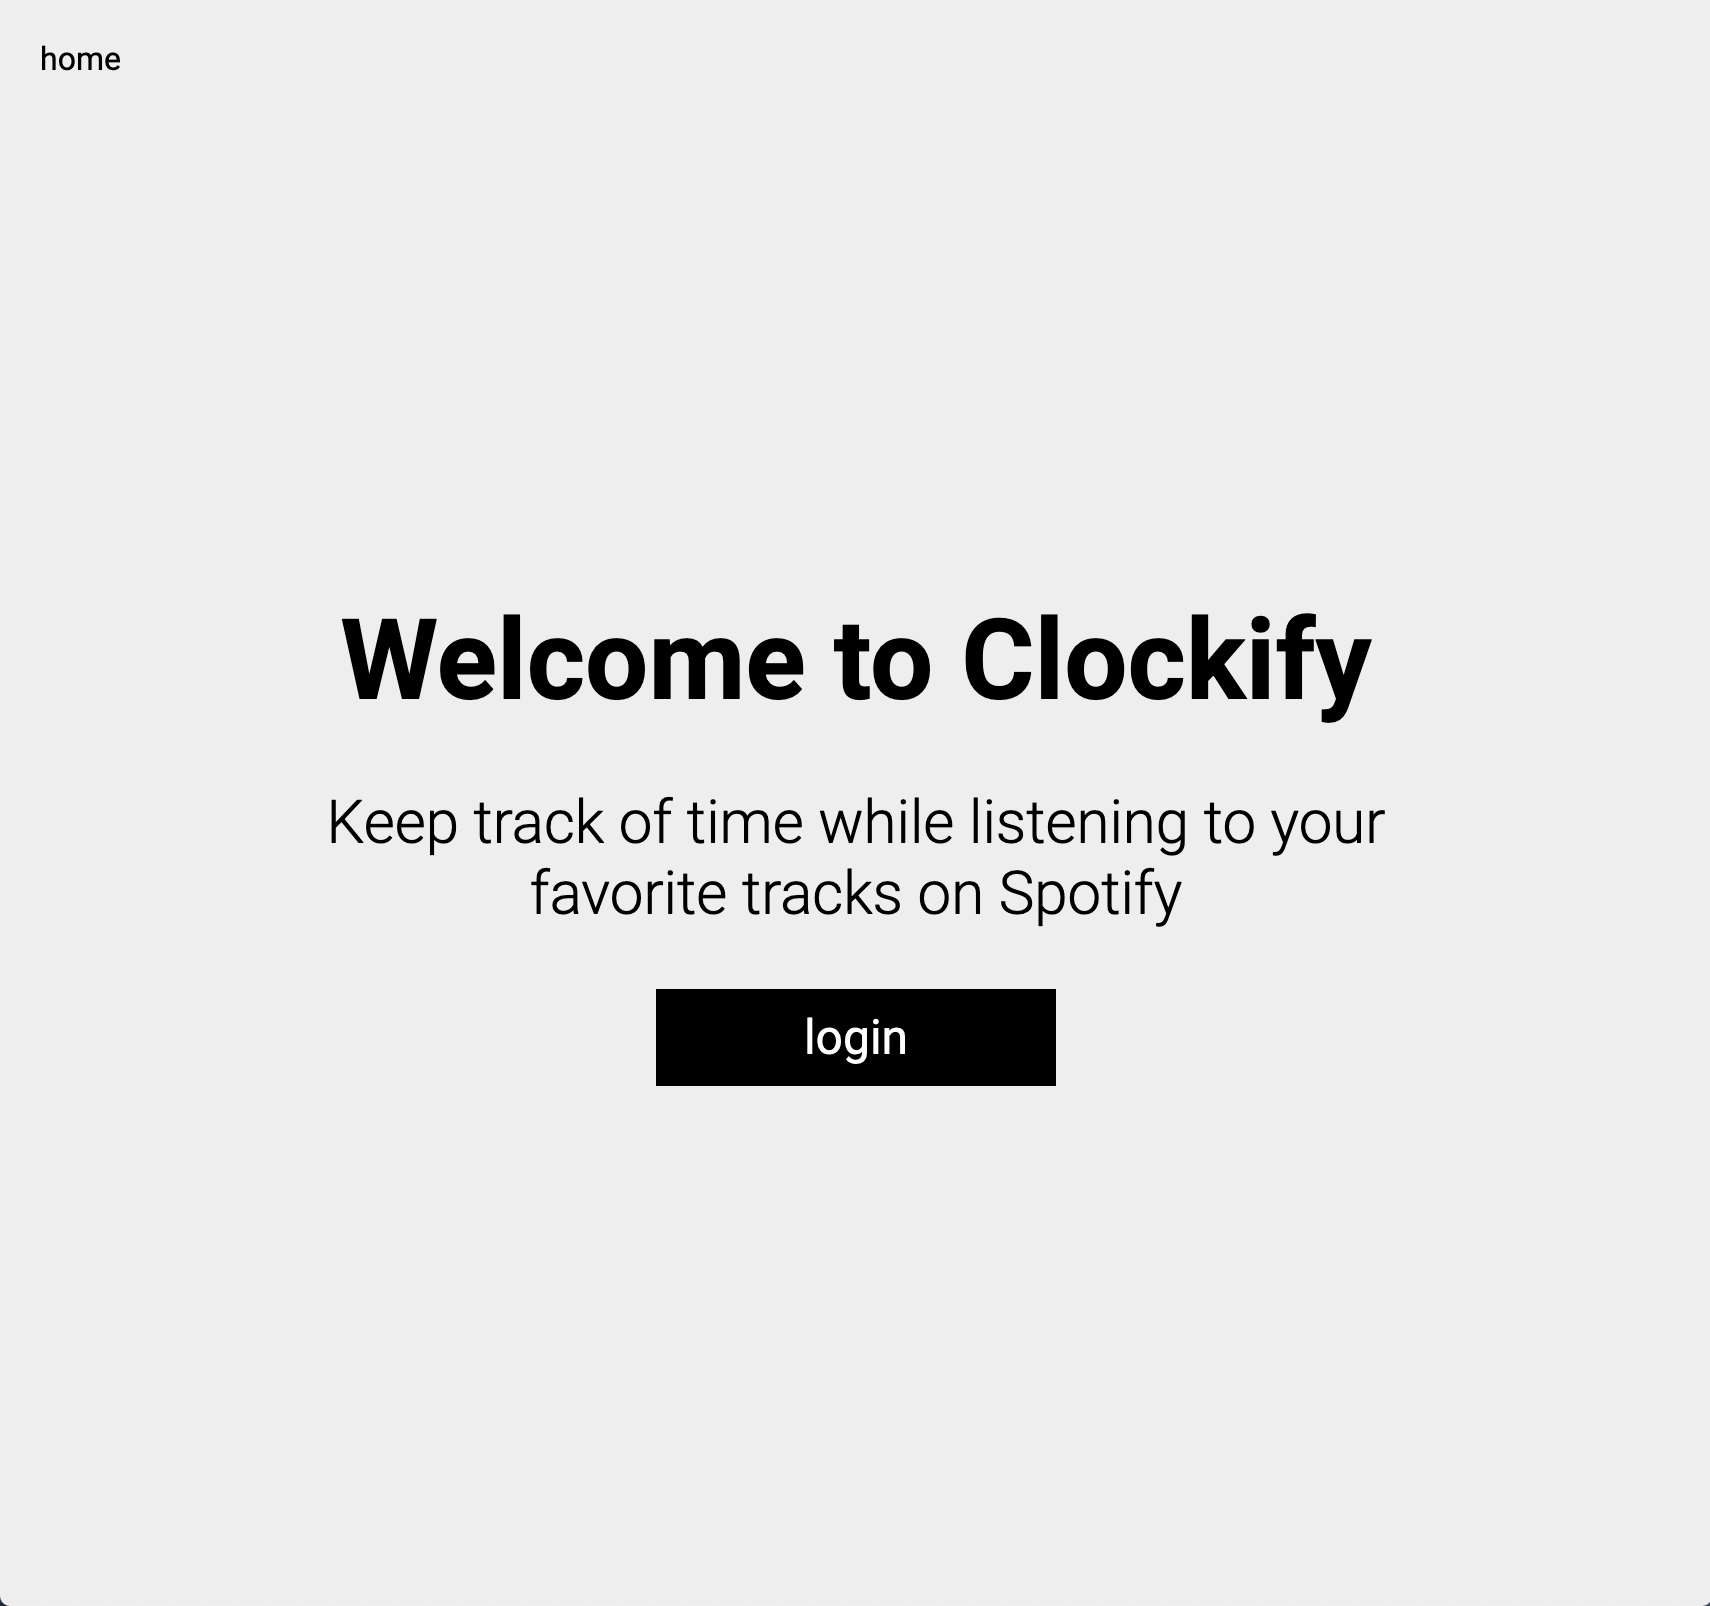 home
Welcome to Clockify
Keep track of time while listening to your
favorite tracks on Spotify
login